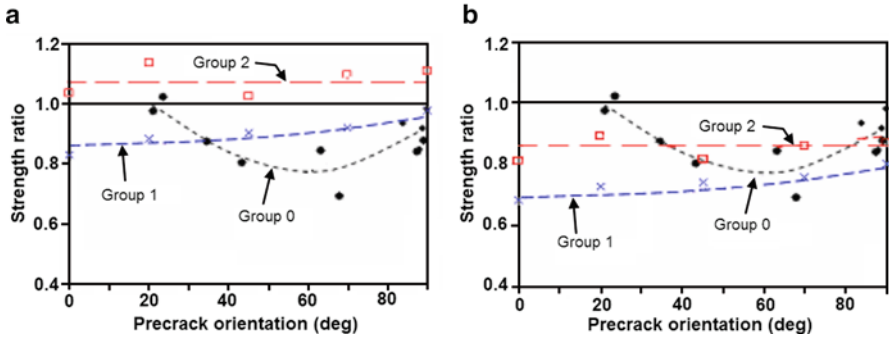 a
1.2
1.0
0.8
0.6
0.4
Strength ratio
Group 2
Group 1
Group 0
0
20
40
60
80
Precrack orientation (deg)
b
1.2
1.0
0.8
0.6
0.4
Strength ratio
Group 2
Group 0
Group 1
0
20
40
60
80
Precrack orientation (deg)